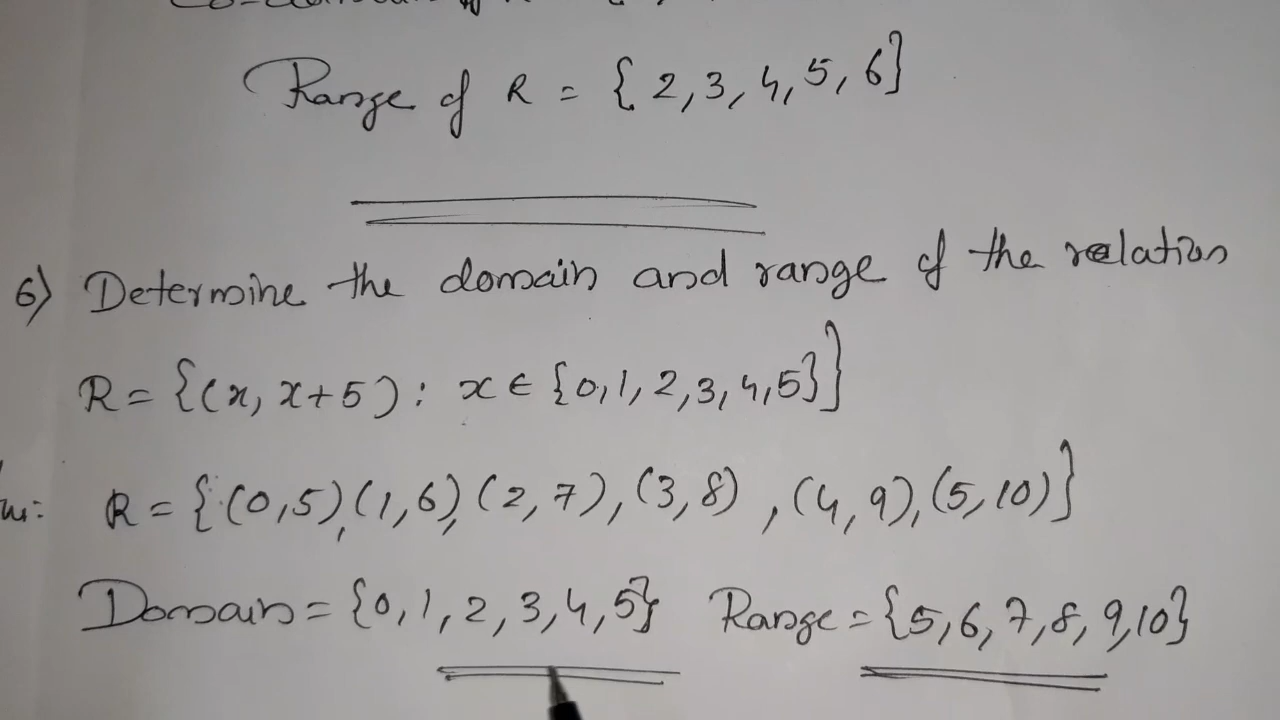 Range of R = {2,3,4,5,6}
6) Determine the domain and range of the relation
R = {(x, x+5) : x ∈ {0,1,2,3,4,5}}
R = {(0,5),(1,6),(2,7),(3,8),(4,9),(5,10)}
Domain = {0,1,2,3,4,5} Range = {5,6,7,8,9,10}